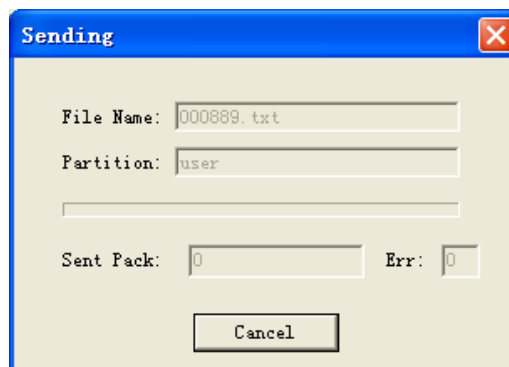 Sending
File Name: 000889.txt
Partition: user
Sent Pack: 0 Err: 0
Cancel